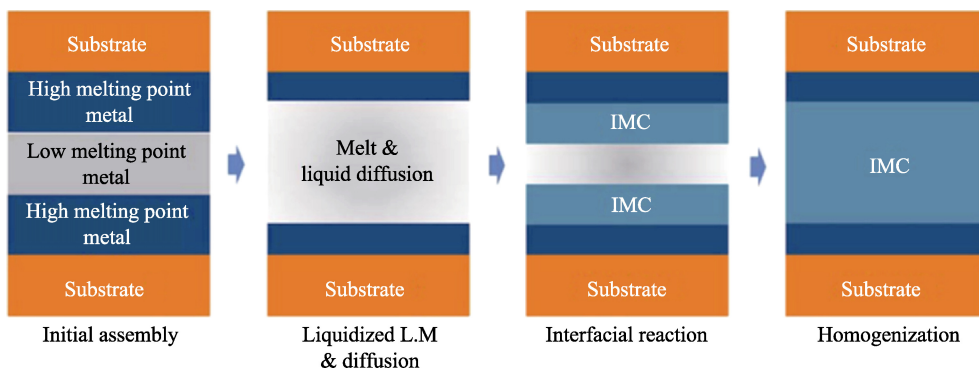 Substrate
High melting point
metal
Low melting point
metal
High melting point
metal
Substrate
Initial assembly
Substrate
Melt &
liquid diffusion
Substrate
Liquidized L.M
& diffusion
Substrate
IMC
IMC
Substrate
Interfacial reaction
Substrate
IMC
Substrate
Homogenization